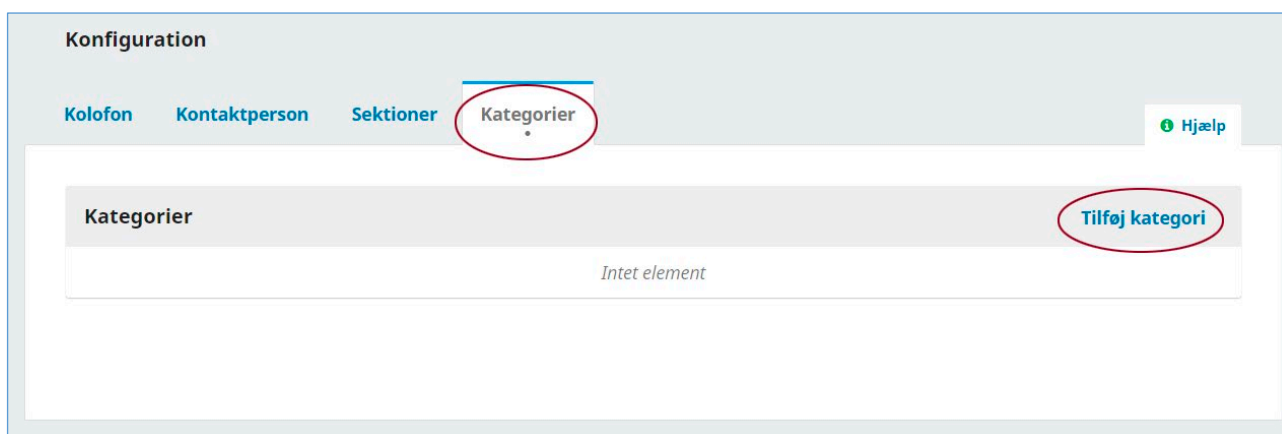 Konfiguration
Kolofon Kontaktperson Sektioner Kategorier
Hjælp
Kategorier Tilføj kategori
Intet element